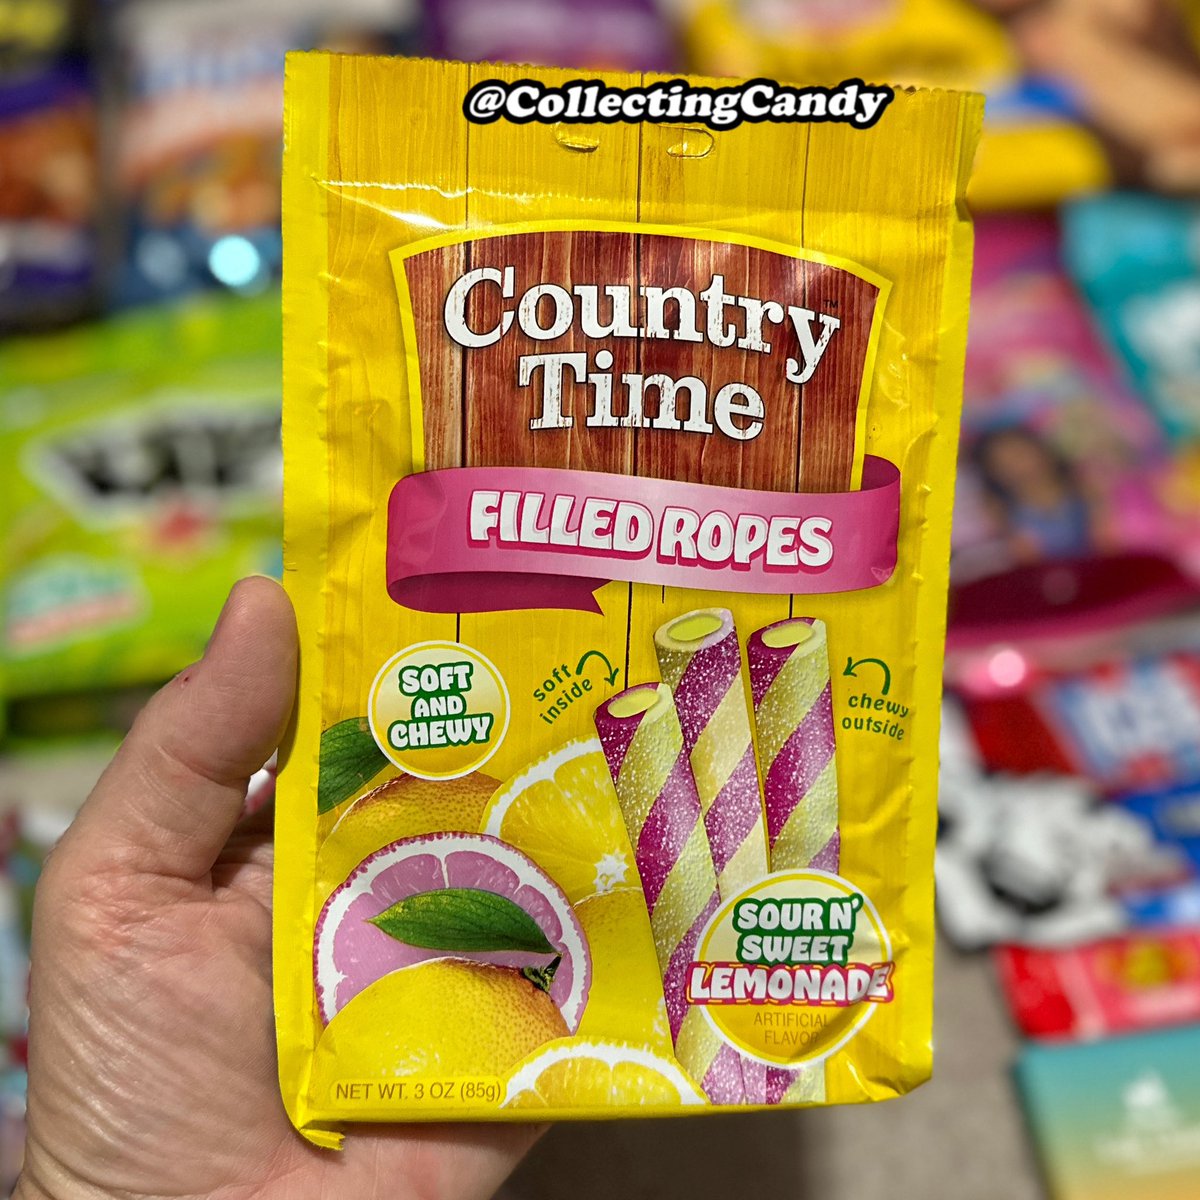 @CollectingCandy
Country
Time™
FILLED ROPES
SOFT
AND
CHEWY
soft
inside
chewy
outside
SOUR N'
SWEET
LEMONADE
ARTIFICIAL
FLAVOR
NET WT. 3 OZ (85g)